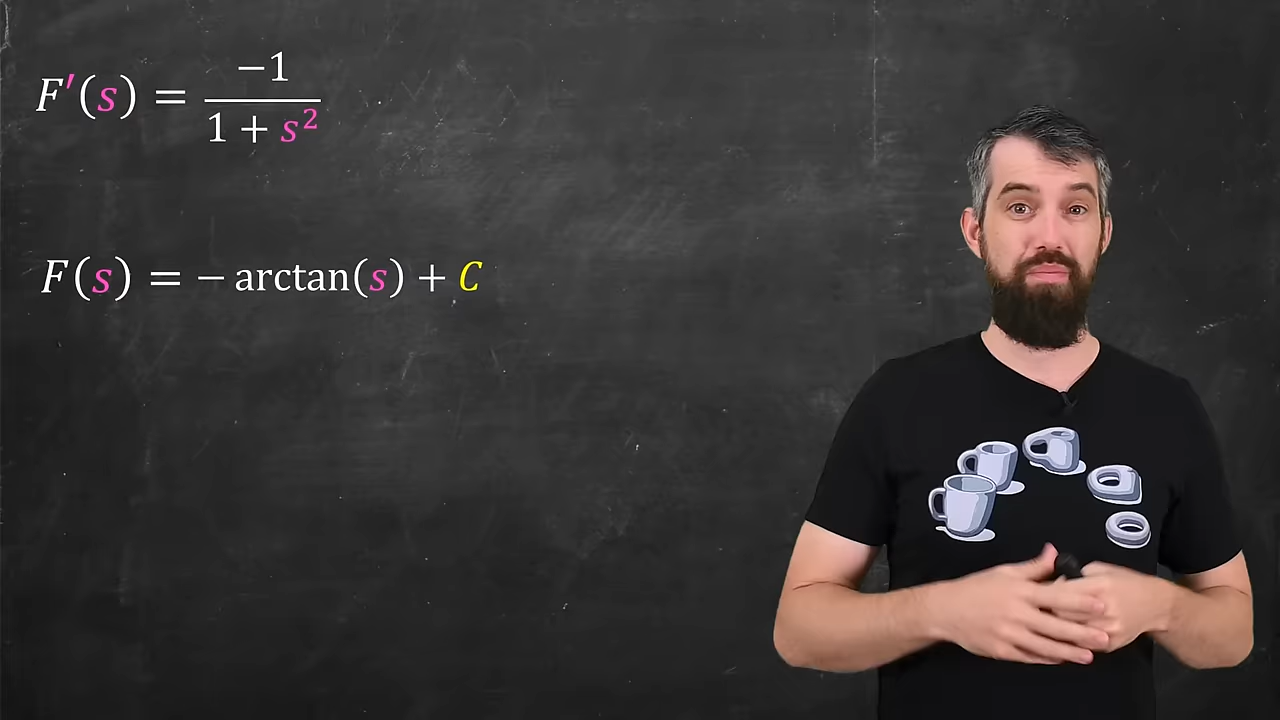 F′(s) = −1 / (1 + s²)
F(s) = − arctan(s) + C